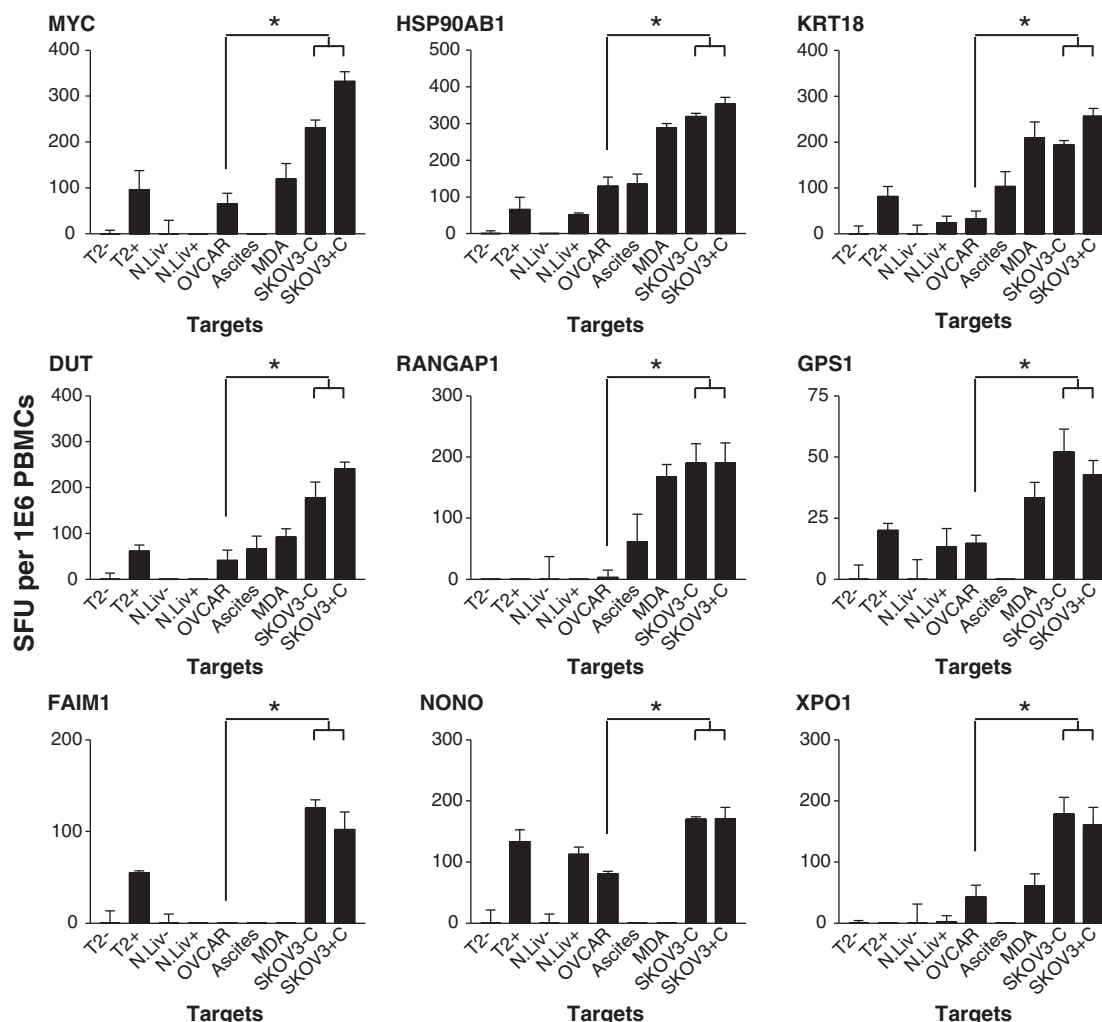 MYC
*
400
300
200
100
0
T2-
T2+
N.Liv-
N.Liv+
OVCAR
Ascites
MDA
SKOV3-C
SKOV3+C
Targets
HSP90AB1
*
500
400
300
200
100
0
T2-
T2+
N.Liv-
N.Liv+
OVCAR
Ascites
MDA
SKOV3-C
SKOV3+C
Targets
KRT18
*
400
300
200
100
0
T2-
T2+
N.Liv-
N.Liv+
OVCAR
Ascites
MDA
SKOV3-C
SKOV3+C
Targets
SFU per 1E6 PBMCs
DUT
*
400
300
200
100
0
T2-
T2+
N.Liv-
N.Liv+
OVCAR
Ascites
MDA
SKOV3-C
SKOV3+C
Targets
RANGAP1
*
300
200
100
0
T2-
T2+
N.Liv-
N.Liv+
OVCAR
Ascites
MDA
SKOV3-C
SKOV3+C
Targets
GPS1
*
75
50
25
0
T2-
T2+
N.Liv-
N.Liv+
OVCAR
Ascites
MDA
SKOV3-C
SKOV3+C
Targets
FAIM1
*
200
100
0
T2-
T2+
N.Liv-
N.Liv+
OVCAR
Ascites
MDA
SKOV3-C
SKOV3+C
Targets
NONO
*
300
200
100
0
T2-
T2+
N.Liv-
N.Liv+
OVCAR
Ascites
MDA
SKOV3-C
SKOV3+C
Targets
XPO1
*
300
200
100
0
T2-
T2+
N.Liv-
N.Liv+
OVCAR
Ascites
MDA
SKOV3-C
SKOV3+C
Targets